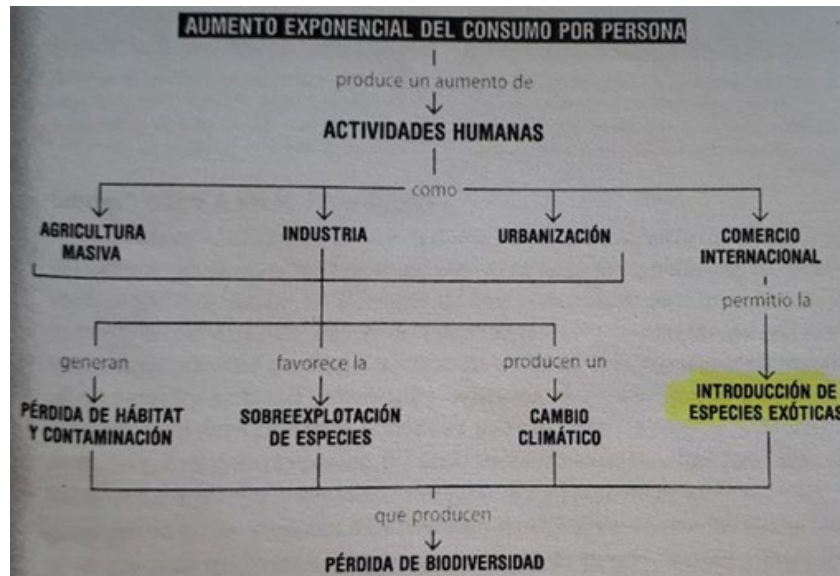 AUMENTO EXPONENCIAL DEL CONSUMO POR PERSONA
produce un aumento de
ACTIVIDADES HUMANAS
como
AGRICULTURA
MASIVA
INDUSTRIA
URBANIZACIÓN
COMERCIO
INTERNACIONAL
permitio la
generan
favorece la
producen un
PÉRDIDA DE HÁBITAT
Y CONTAMINACIÓN
SOBREEXPLOTACIÓN
DE ESPECIES
CAMBIO
CLIMÁTICO
INTRODUCCIÓN DE
ESPECIES EXÓTICAS
que producen
PÉRDIDA DE BIODIVERSIDAD